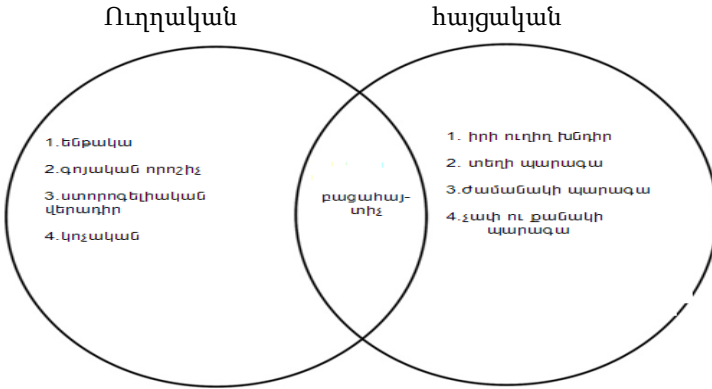 Ուղղական
հայցական
1.ենթակա
2.գոյական որոշիչ
3.ստորոգելիական
վերադիր
4.կոչական
բացահայ-
տիչ
1. իրի ուղիղ խնդիր
2. տեղի պարագա
3.ժամանակի պարագա
4.չափ ու քանակի
պարագա